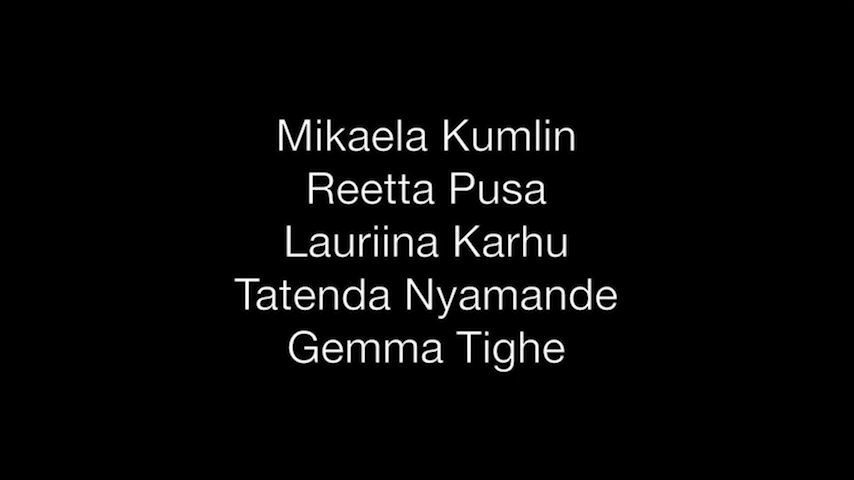 Mikaela Kumlin
Reetta Pusa
Lauriina Karhu
Tatenda Nyamande
Gemma Tighe